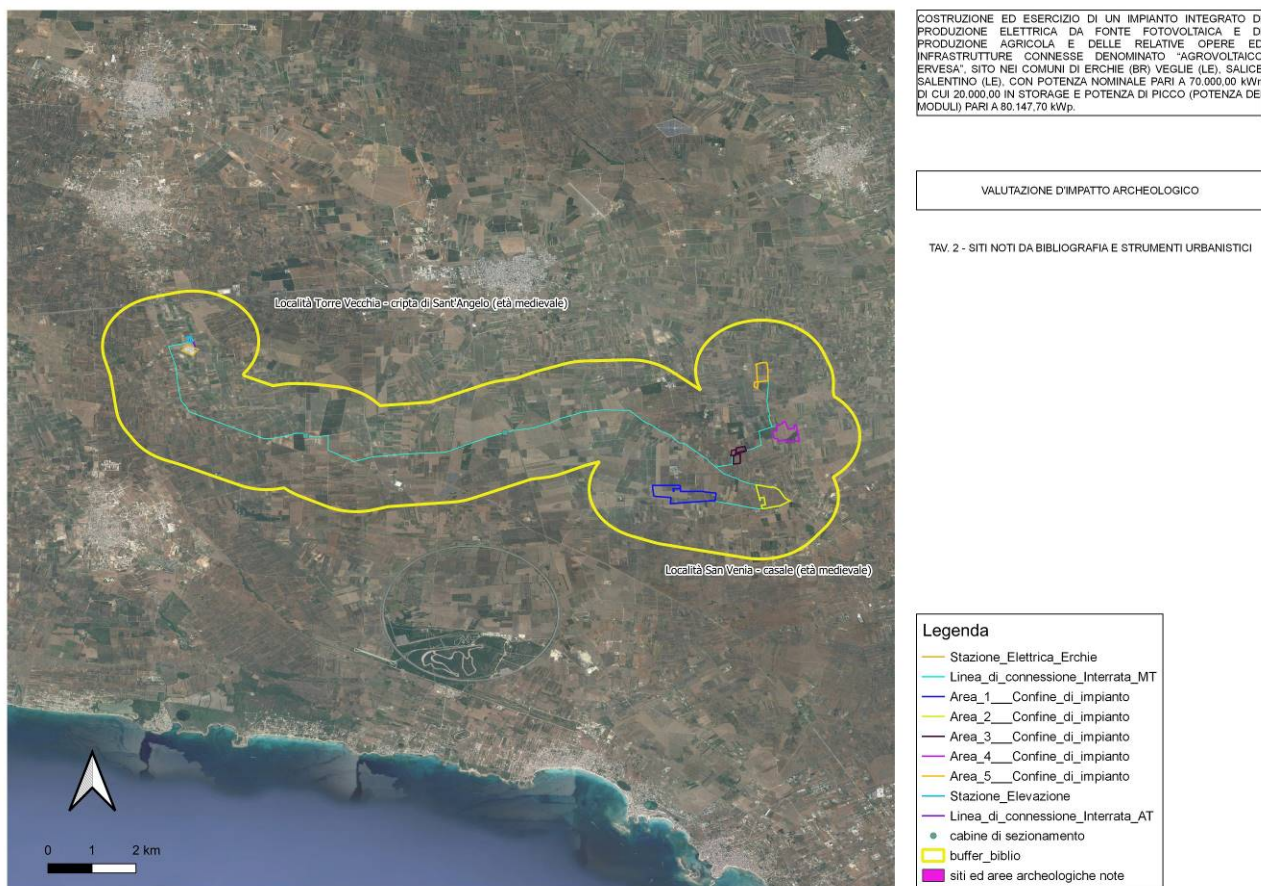 COSTRUZIONE ED ESERCIZIO DI UN IMPIANTO INTEGRATO DI
PRODUZIONE ELETTRICA DA FONTE FOTOVOLTAICA E DI
PRODUZIONE AGRICOLA E DELLE RELATIVE OPERE ED
INFRASTRUTTURE CONNESSE DENOMINATO "AGROVOLTAICO
ERVESA", SITO NEI COMUNI DI ERCHIE (BR) VEGLIE (LE), SALICE
SALENTINO (LE), CON POTENZA NOMINALE PARI A 70.000,00 kWn
DI CUI 20.000,00 IN STORAGE E POTENZA DI PICCO (POTENZA DEI
MODULI) PARI A 80.147,70 kWp.
VALUTAZIONE D'IMPATTO ARCHEOLOGICO
TAV. 2 - SITI NOTI DA BIBLIOGRAFIA E STRUMENTI URBANISTICI
Località Torre Vecchia - cripta di Sant'Angelo (età medievale)
Località San Venia - casale (età medievale)
0 1 2 km
Legenda
Stazione_Elettrica_Erchie
Linea_di_connessione_Interrata_MT
Area_1___Confine_di_impianto
Area_2___Confine_di_impianto
Area_3___Confine_di_impianto
Area_4___Confine_di_impianto
Area_5___Confine_di_impianto
Stazione_Elevazione
Linea_di_connessione_Interrata_AT
cabine di sezionamento
buffer_biblio
siti ed aree archeologiche note